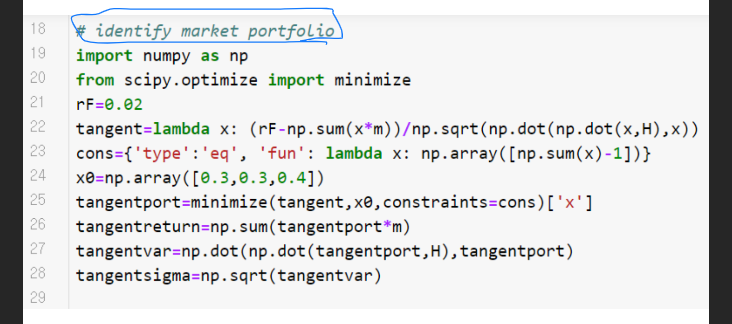 18 # identify market portfolio
19 import numpy as np
20 from scipy.optimize import minimize
21 rF=0.02
22 tangent=lambda x: (rF-np.sum(x*m))/np.sqrt(np.dot(np.dot(x,H),x))
23 cons={'type':'eq', 'fun': lambda x: np.array([np.sum(x)-1])}
24 x0=np.array([0.3,0.3,0.4])
25 tangentport=minimize(tangent,x0,constraints=cons)['x']
26 tangentreturn=np.sum(tangentport*m)
27 tangentvar=np.dot(np.dot(tangentport,H),tangentport)
28 tangentsigma=np.sqrt(tangentvar)
29